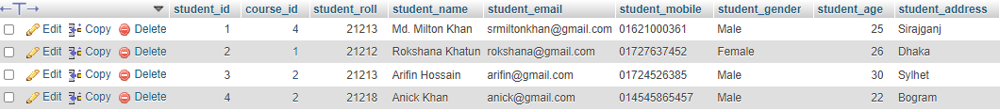 ←T→ student_id course_id student_roll student_name student_email student_mobile student_gender student_age student_address
Edit Copy Delete 1 4 21213 Md. Milton Khan srmiltonkhan@gmail.com 01621000361 Male 25 Sirajganj
Edit Copy Delete 2 1 21212 Rokshana Khatun rokshana@gmail.com 01727637452 Female 26 Dhaka
Edit Copy Delete 3 2 21213 Arifin Hossain arifin@gmail.com 01724526385 Male 30 Sylhet
Edit Copy Delete 4 2 21218 Anick Khan anick@gmail.com 014545865457 Male 22 Bogram